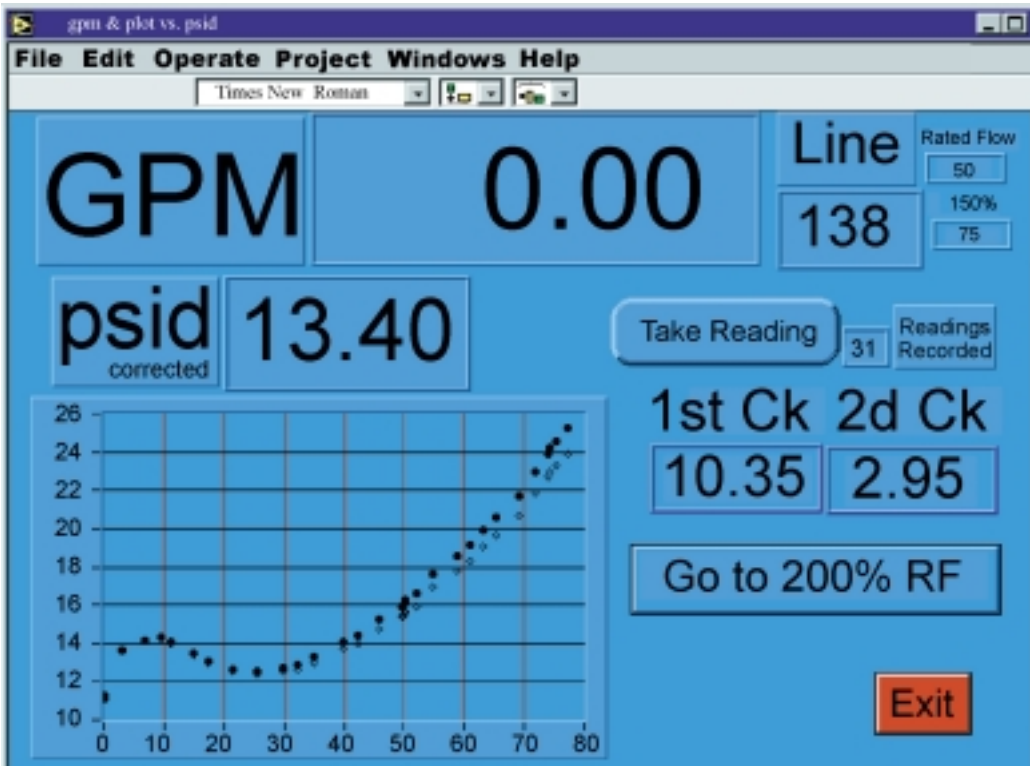 gpm & plot vs. psid
File Edit Operate Project Windows Help
Times New Roman
GPM
0.00
Line
138
Rated Flow
50
150%
75
psid
corrected
13.40
Take Reading
31
Readings
Recorded
1st Ck
2d Ck
10.35
2.95
Go to 200% RF
Exit
26
24
22
20
18
16
14
12
10
0 10 20 30 40 50 60 70 80